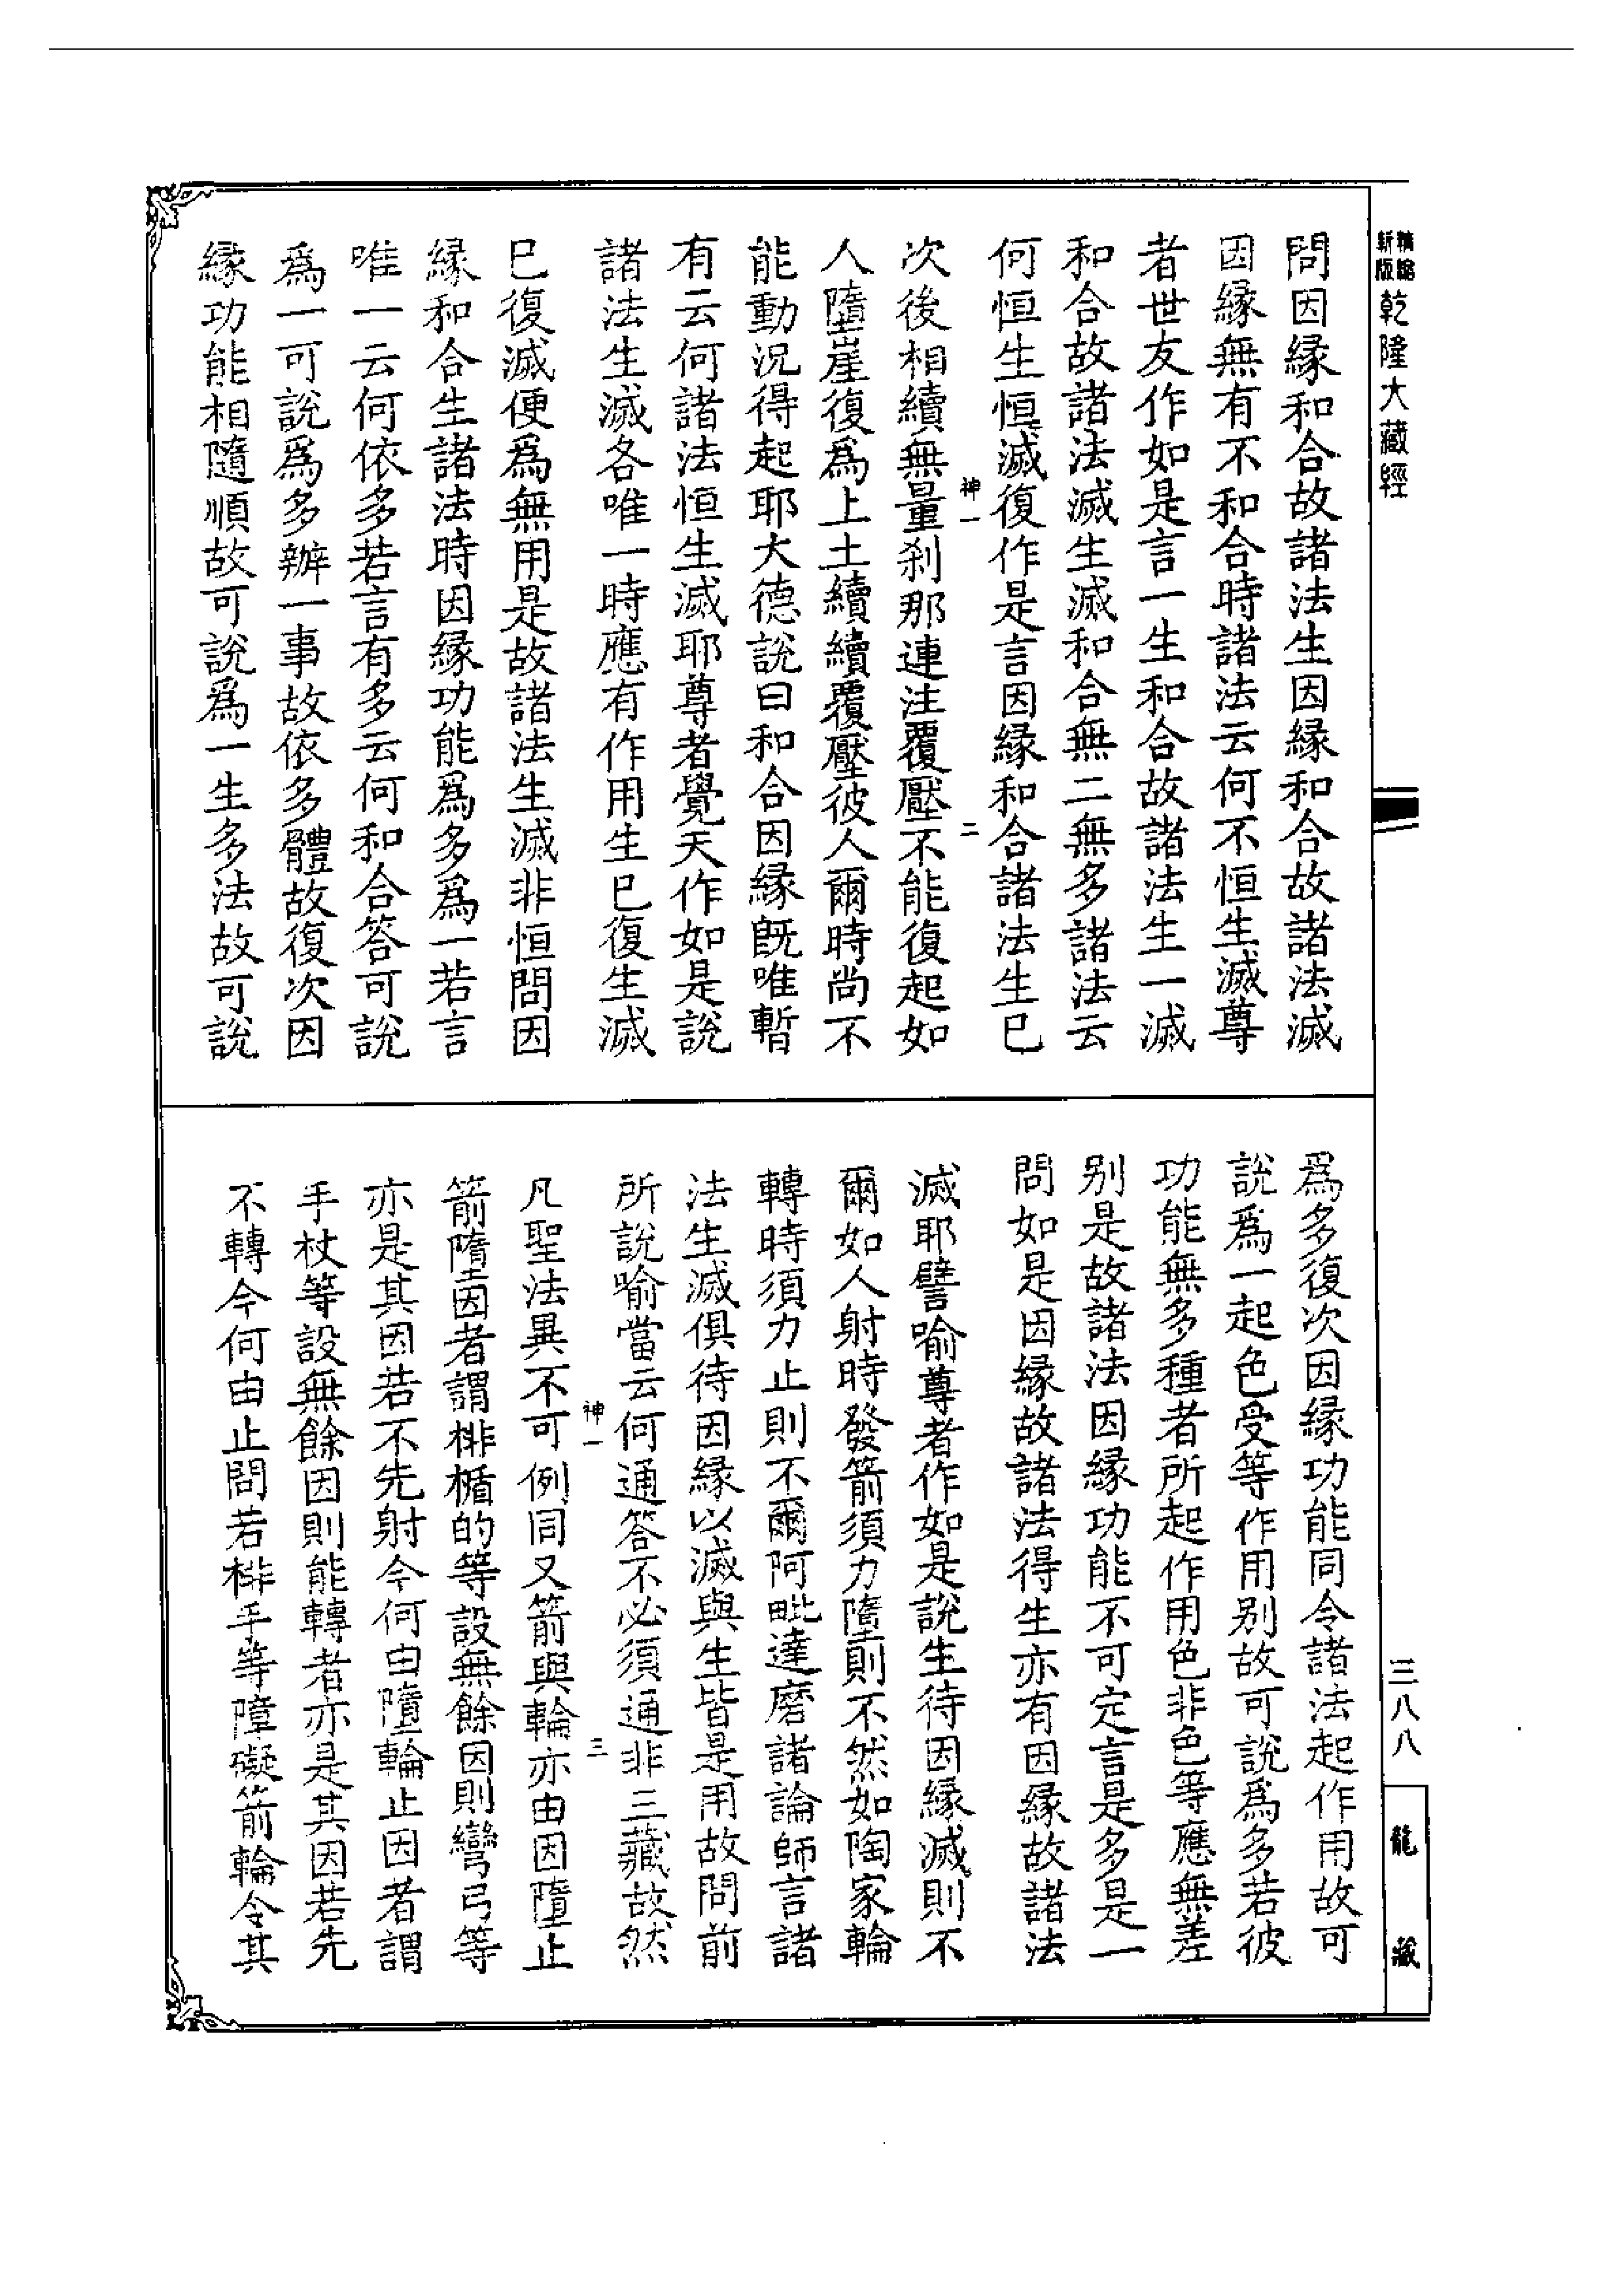 新版
精縮
乾隆大藏經
三八八
龍藏
問因緣和合故諸法生因緣和合故諸法滅
因緣無有不和合時諸法云何不恒生滅尊
者世友作如是言一生和合故諸法生一滅
和合故諸法滅生滅和合無二無多諸法云
何恒生恒滅復作是言因緣和合諸法生已
神一
二
次後相續無量刹那連注覆壓不能復起如
人墮崖復爲上土續續覆壓彼人爾時尚不
能動況得起耶大德說曰和合因緣旣唯暫
有云何諸法恒生滅耶尊者覺天作如是說
諸法生滅各唯一時應有作用生已復生滅
已復滅便爲無用是故諸法生滅非恒問因
緣和合生諸法時因緣功能爲多爲一若言
唯一云何依多若言有多云何和合答可說
爲一可說爲多辦一事故依多體故復次因
緣功能相隨順故可說爲一生多法故可說
爲多復次因緣功能同令諸法起作用故可
說爲一起色受等作用别故可說爲多若彼
功能無多種者所起作用色非色等應無差
别是故諸法因緣功能不可定言是多是一
問如是因緣故諸法得生亦有因緣故諸法
滅耶譬喻尊者作如是說生待因緣滅則不
爾如人射時發箭須力墮則不然如陶家輪
轉時須力止則不爾阿毗達磨諸論師言諸
法生滅俱待因緣以滅與生皆是用故問前
所說喻當云何通答不必須通非三藏故然
神一
三
凡聖法異不可例同又箭與輪亦由因墮止
箭墮因者謂棑楯的等設無餘因則彎弓等
亦是其因若不先射今何由墮輪止因者謂
手杖等設無餘因則能轉者亦是其因若先
不轉今何由止問若棑手等障礙箭輪令其